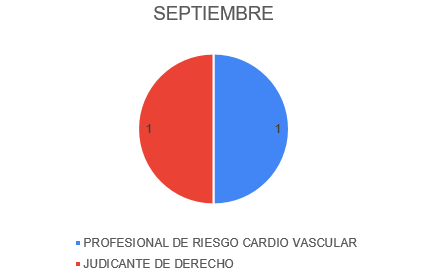 SEPTIEMBRE
1 1
PROFESIONAL DE RIESGO CARDIO VASCULAR
JUDICANTE DE DERECHO